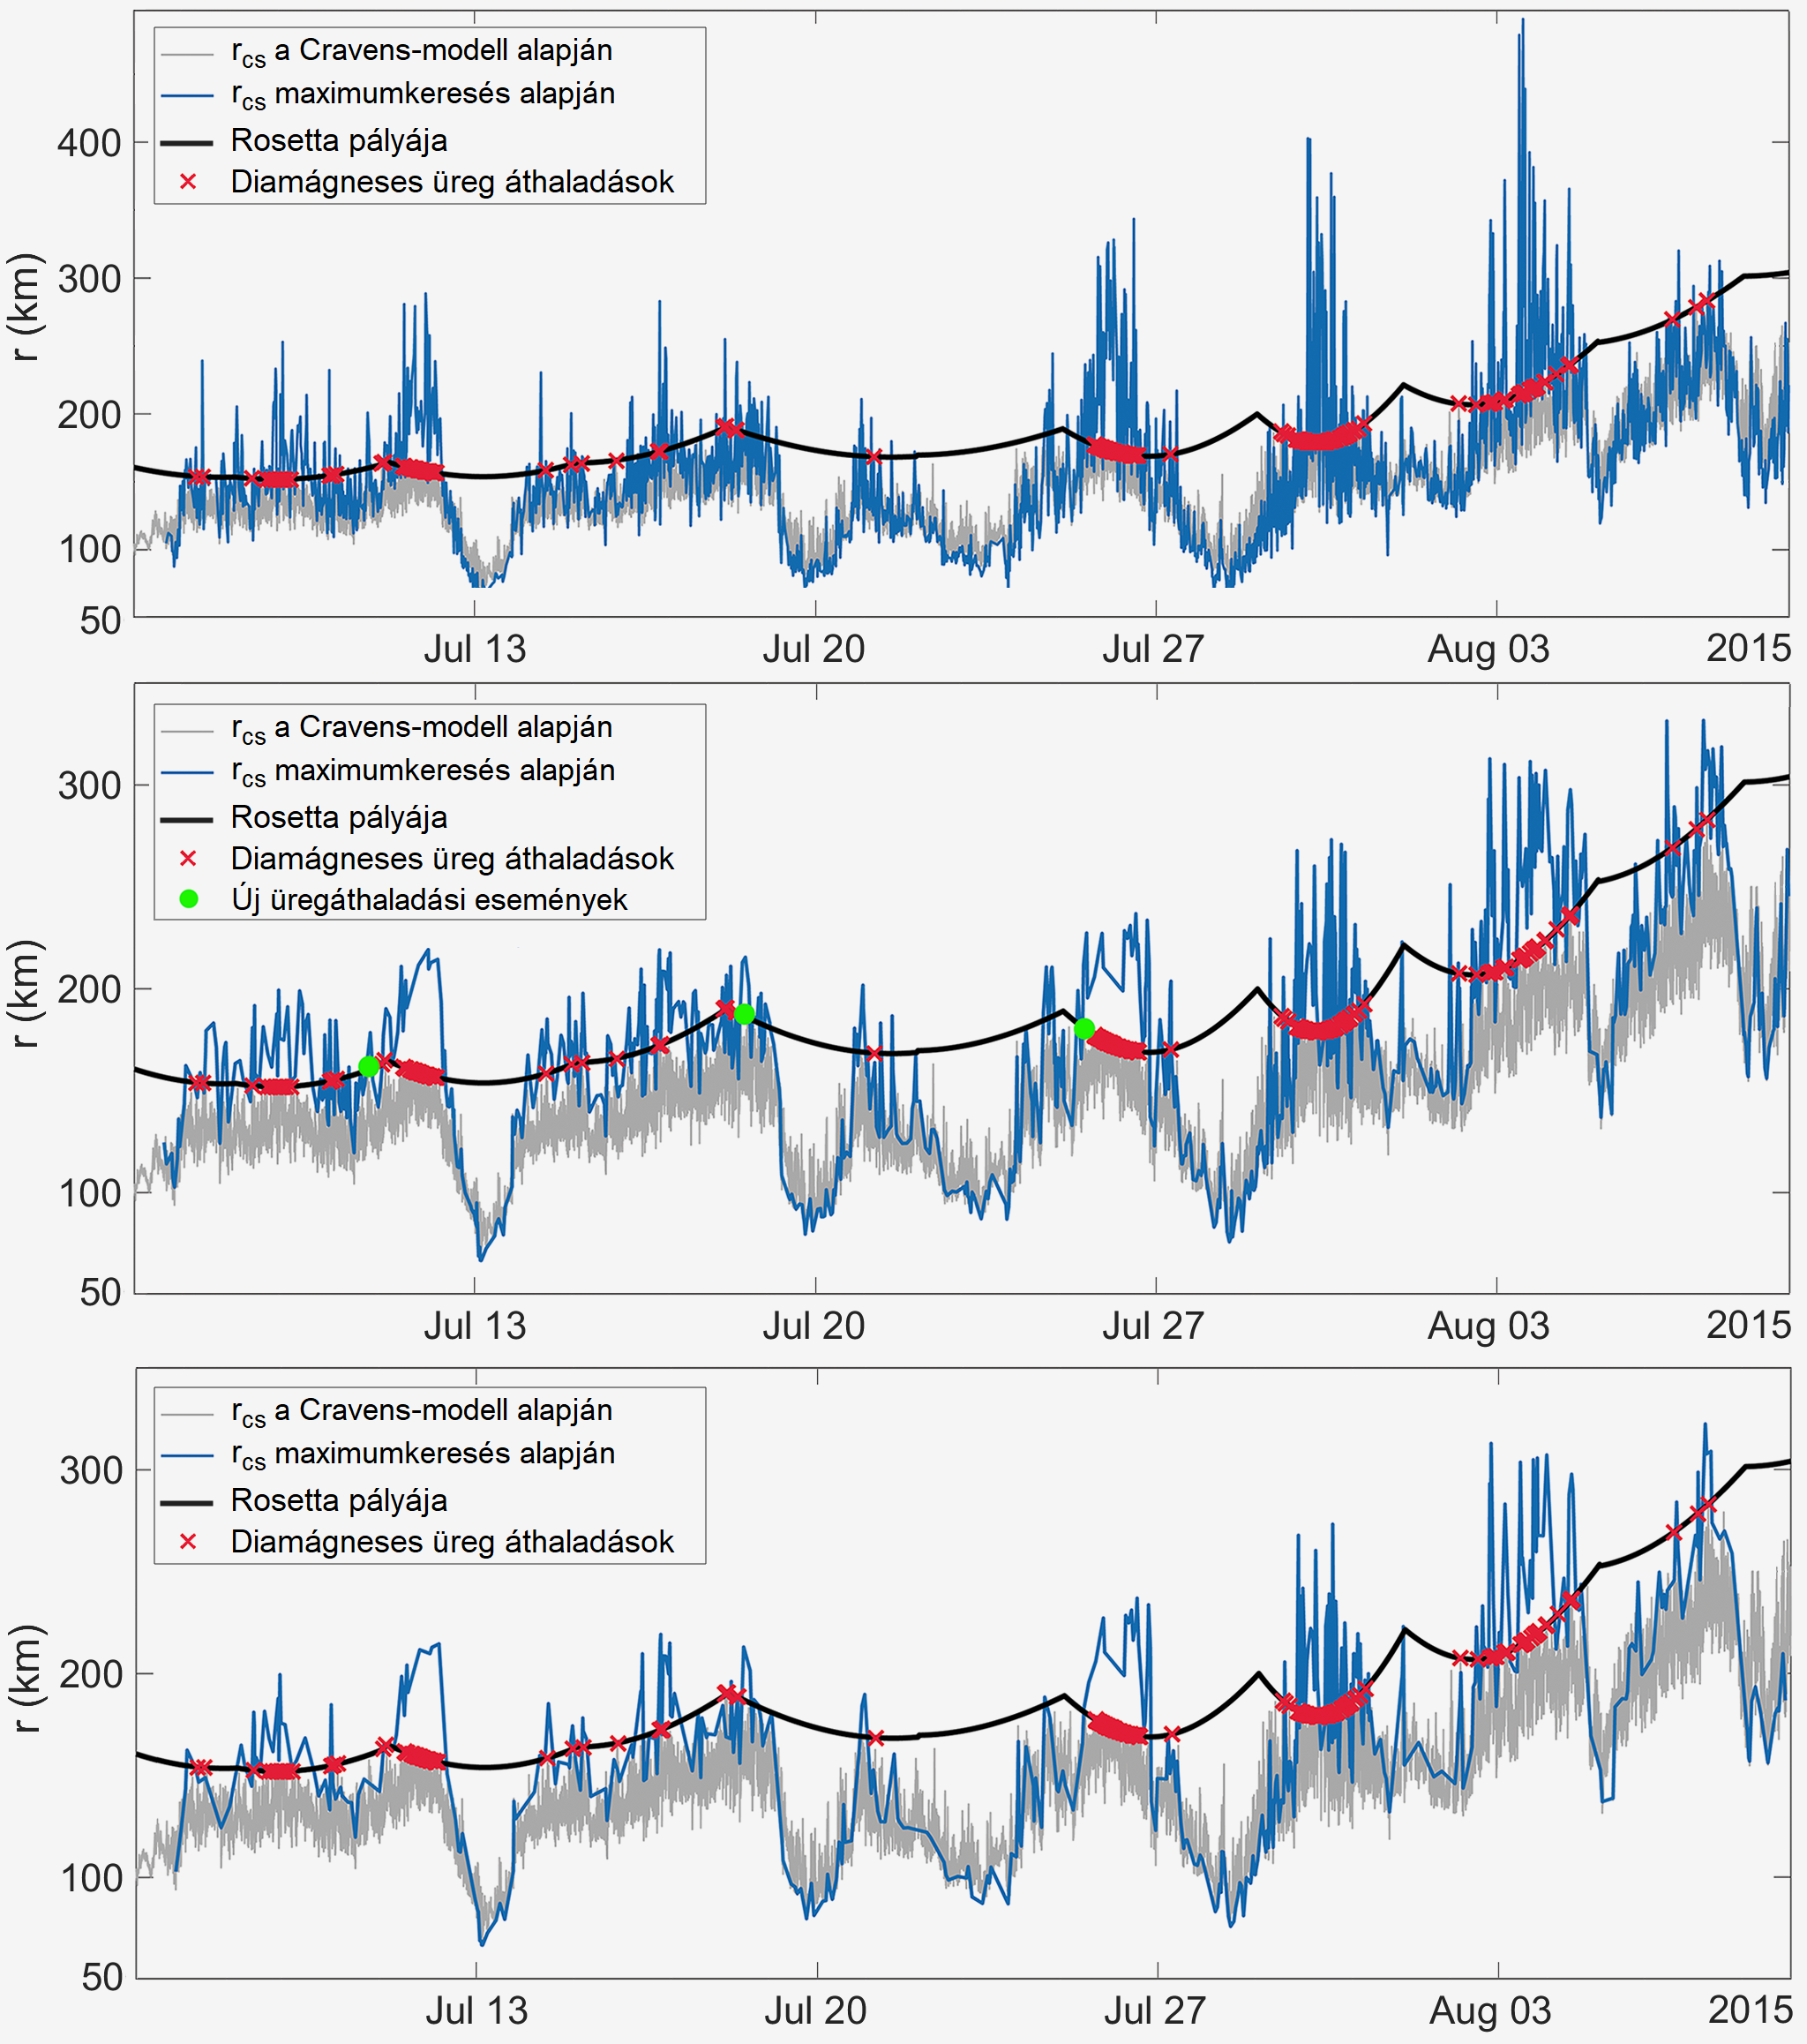 r_cs a Cravens-modell alapján
r_cs maximumkeresés alapján
Rosetta pályája
Diamágneses üreg áthaladások
400
300
200
100
50
r (km)
Jul 13 Jul 20 Jul 27 Aug 03 2015
r_cs a Cravens-modell alapján
r_cs maximumkeresés alapján
Rosetta pályája
Diamágneses üreg áthaladások
Új üregáthaladási események
300
200
100
50
r (km)
Jul 13 Jul 20 Jul 27 Aug 03 2015
r_cs a Cravens-modell alapján
r_cs maximumkeresés alapján
Rosetta pályája
Diamágneses üreg áthaladások
300
200
100
50
r (km)
Jul 13 Jul 20 Jul 27 Aug 03 2015